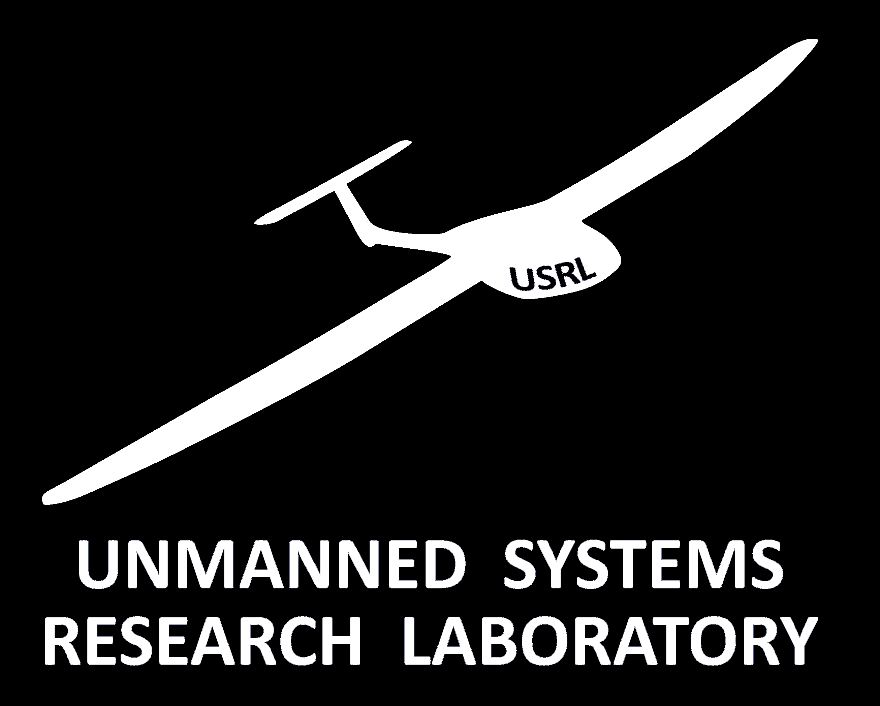 USRL
UNMANNED SYSTEMS
RESEARCH LABORATORY